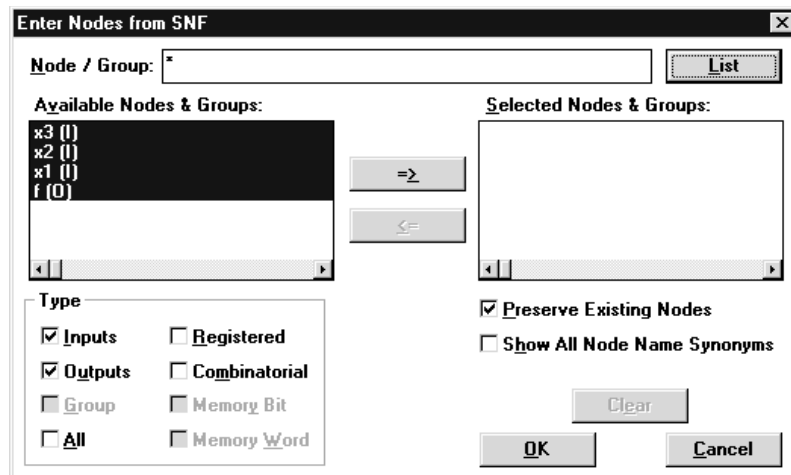 Enter Nodes from SNF
Node / Group: *
List
Available Nodes & Groups:
Selected Nodes & Groups:
x3 (I)
x2 (I)
x1 (I)
f (O)
=>
<=
Type
Inputs
Registered
Outputs
Combinatorial
Group
Memory Bit
All
Memory Word
Preserve Existing Nodes
Show All Node Name Synonyms
Clear
OK
Cancel